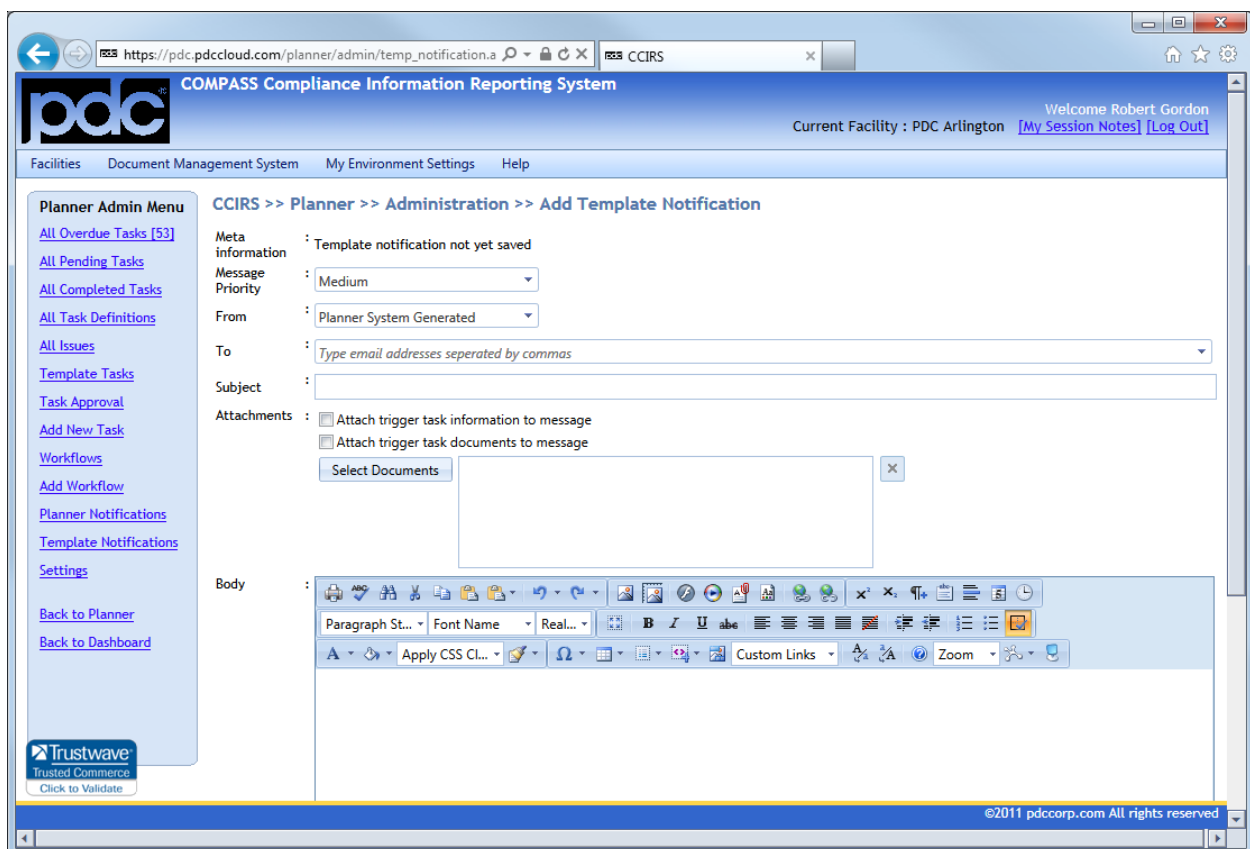 https://pdc.pdccloud.com/planner/admin/temp_notification.a
CCIRS
pdc
COMPASS Compliance Information Reporting System
Welcome Robert Gordon
Current Facility : PDC Arlington [My Session Notes] [Log Out]
Facilities Document Management System My Environment Settings Help
Planner Admin Menu
All Overdue Tasks [53]
All Pending Tasks
All Completed Tasks
All Task Definitions
All Issues
Template Tasks
Task Approval
Add New Task
Workflows
Add Workflow
Planner Notifications
Template Notifications
Settings
Back to Planner
Back to Dashboard
Trustwave
Trusted Commerce
Click to Validate
CCIRS >> Planner >> Administration >> Add Template Notification
Meta information : Template notification not yet saved
Message Priority : Medium
From : Planner System Generated
To : Type email addresses seperated by commas
Subject :
Attachments : Attach trigger task information to message
Attach trigger task documents to message
Select Documents
Body :
Paragraph St... Font Name Real... B I U abc
A Apply CSS Cl... Ω Custom Links Zoom
©2011 pdccorp.com All rights reserved